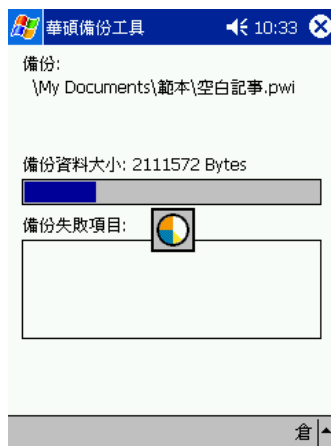 華碩備份工具 10:33
備份:
\My Documents\範本\空白記事.pwi
備份資料大小: 2111572 Bytes
備份失敗項目:
倉